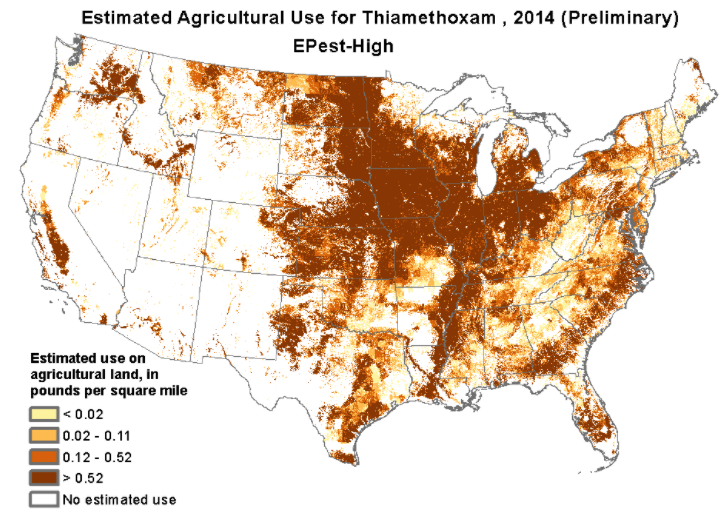 Estimated Agricultural Use for Thiamethoxam , 2014 (Preliminary)
EPest-High
Estimated use on
agricultural land, in
pounds per square mile
< 0.02
0.02 - 0.11
0.12 - 0.52
> 0.52
No estimated use